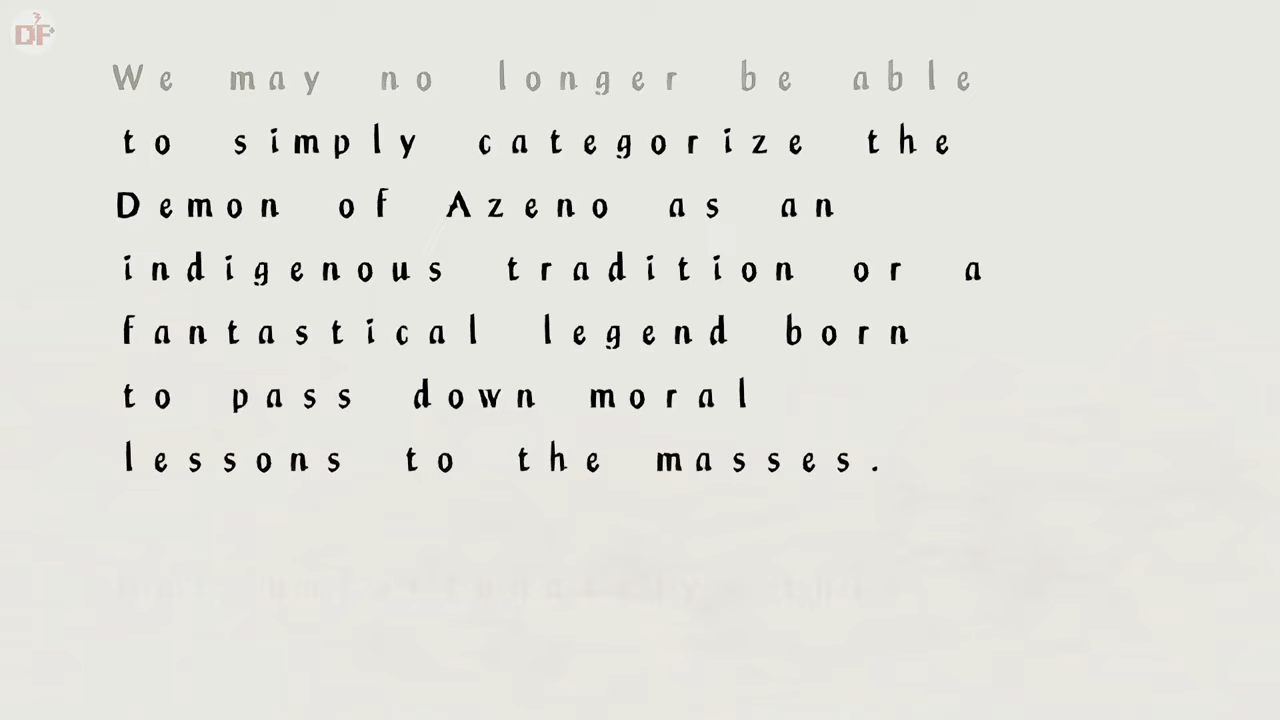 DF
We may no longer be able
to simply categorize the
Demon of Azeno as an
indigenous tradition or a
fantastical legend born
to pass down moral
lessons to the masses.